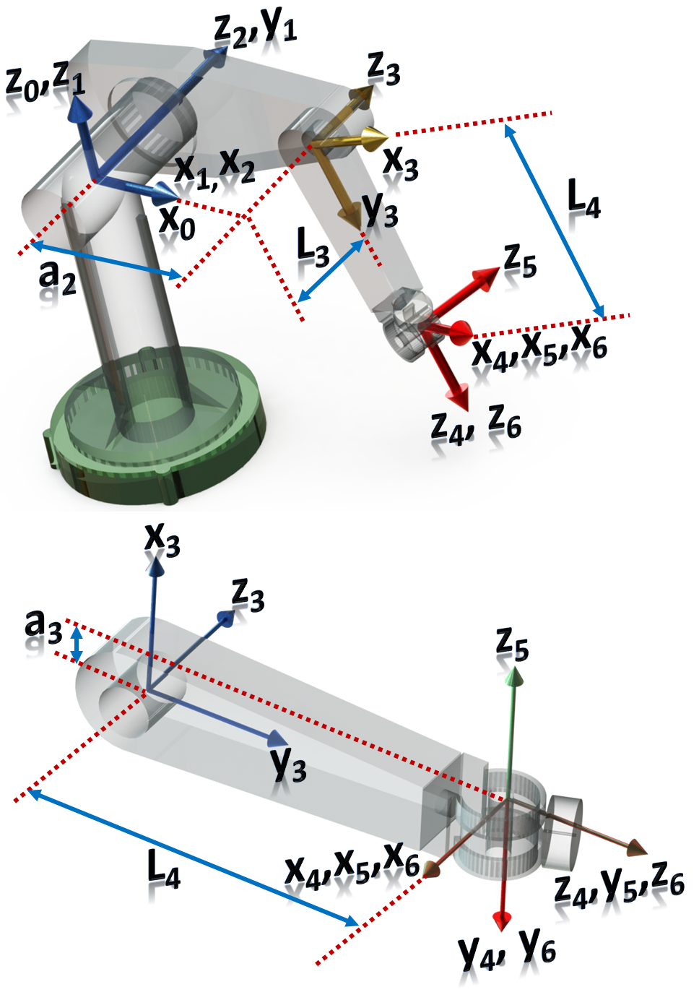 z₂,y₁
z₀,z₁
z₃
x₁,x₂
x₃
x₀
y₃
L₄
L₃
a₂
z₅
x₄,x₅,x₆
z₄, z₆
x₃
z₃
a₃
z₅
y₃
L₄
x₄,x₅,x₆
z₄,y₅,z₆
y₄, y₆